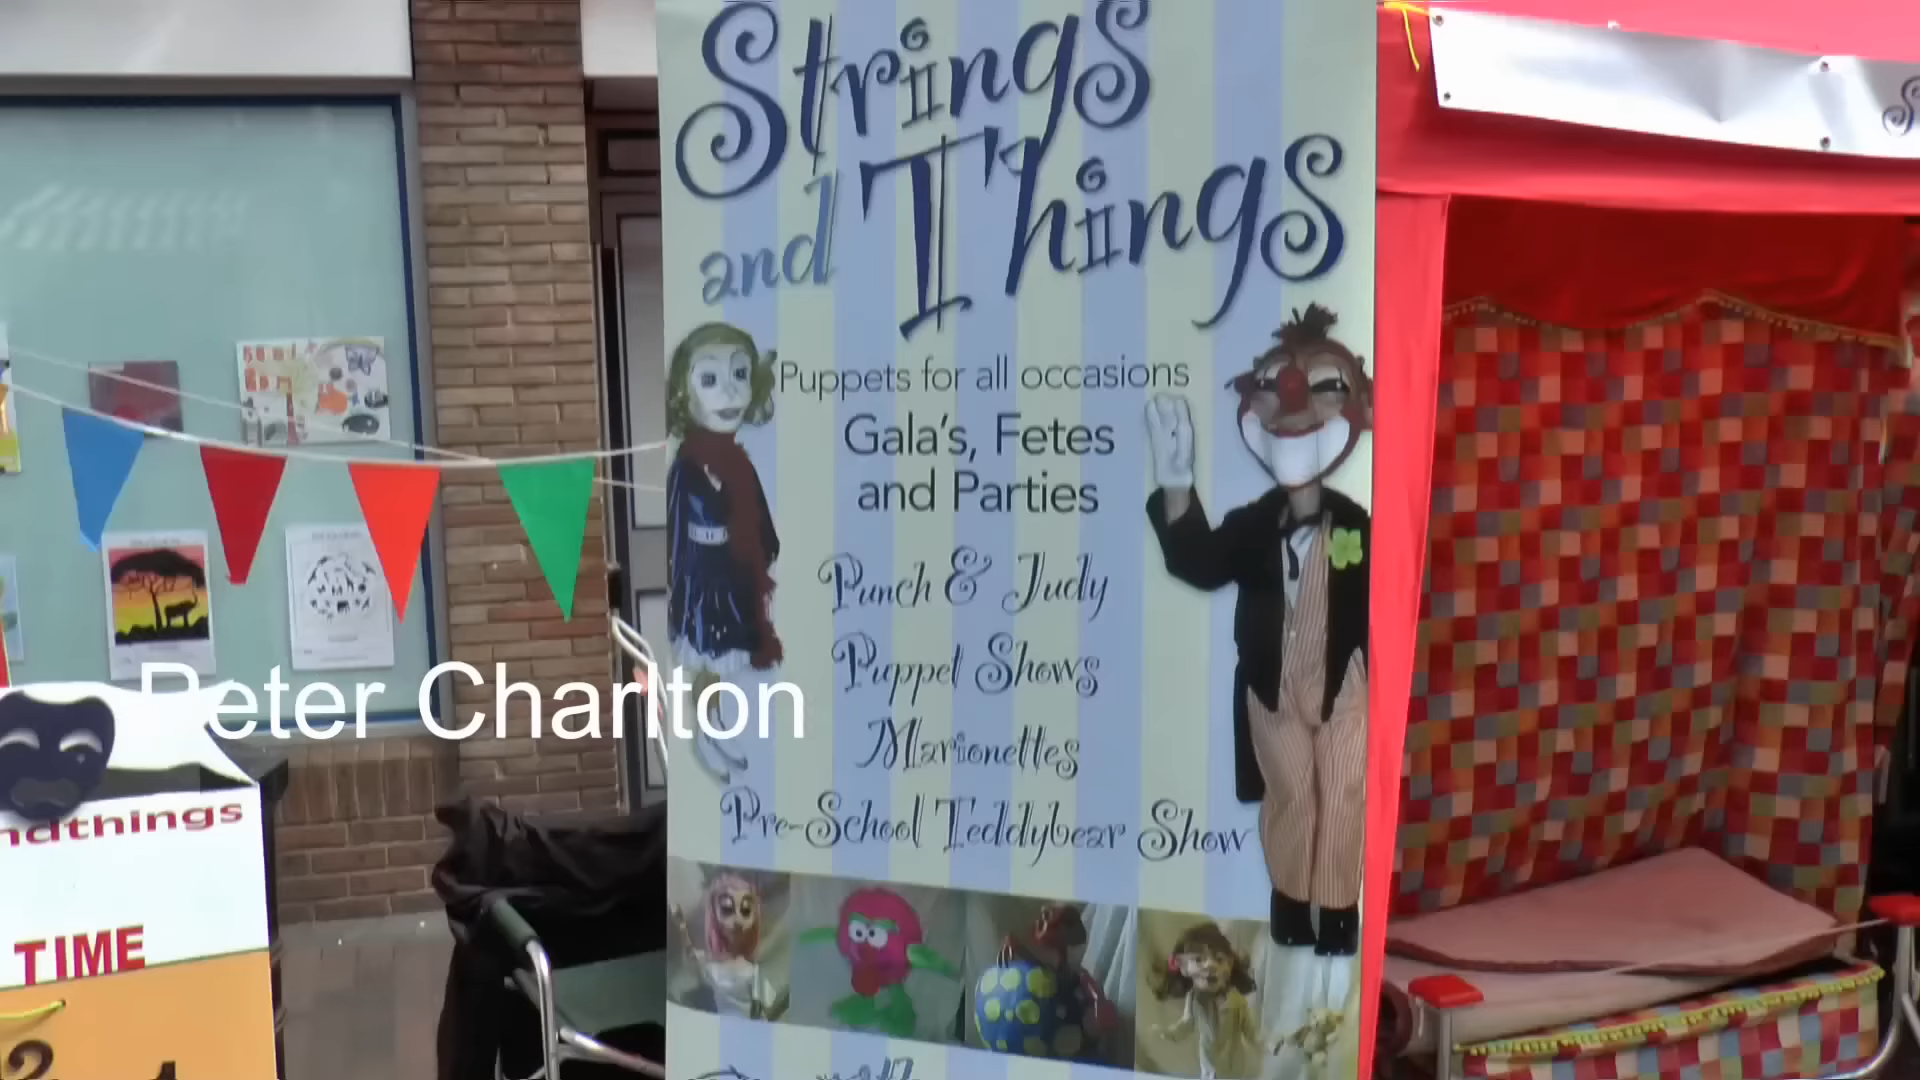 Strings
and Things
Puppets for all occasions
Gala's, Fetes
and Parties
Punch & Judy
Puppet Shows
Marionettes
Pre-School Teddybear Show
Peter Charlton
ndthings
TIME